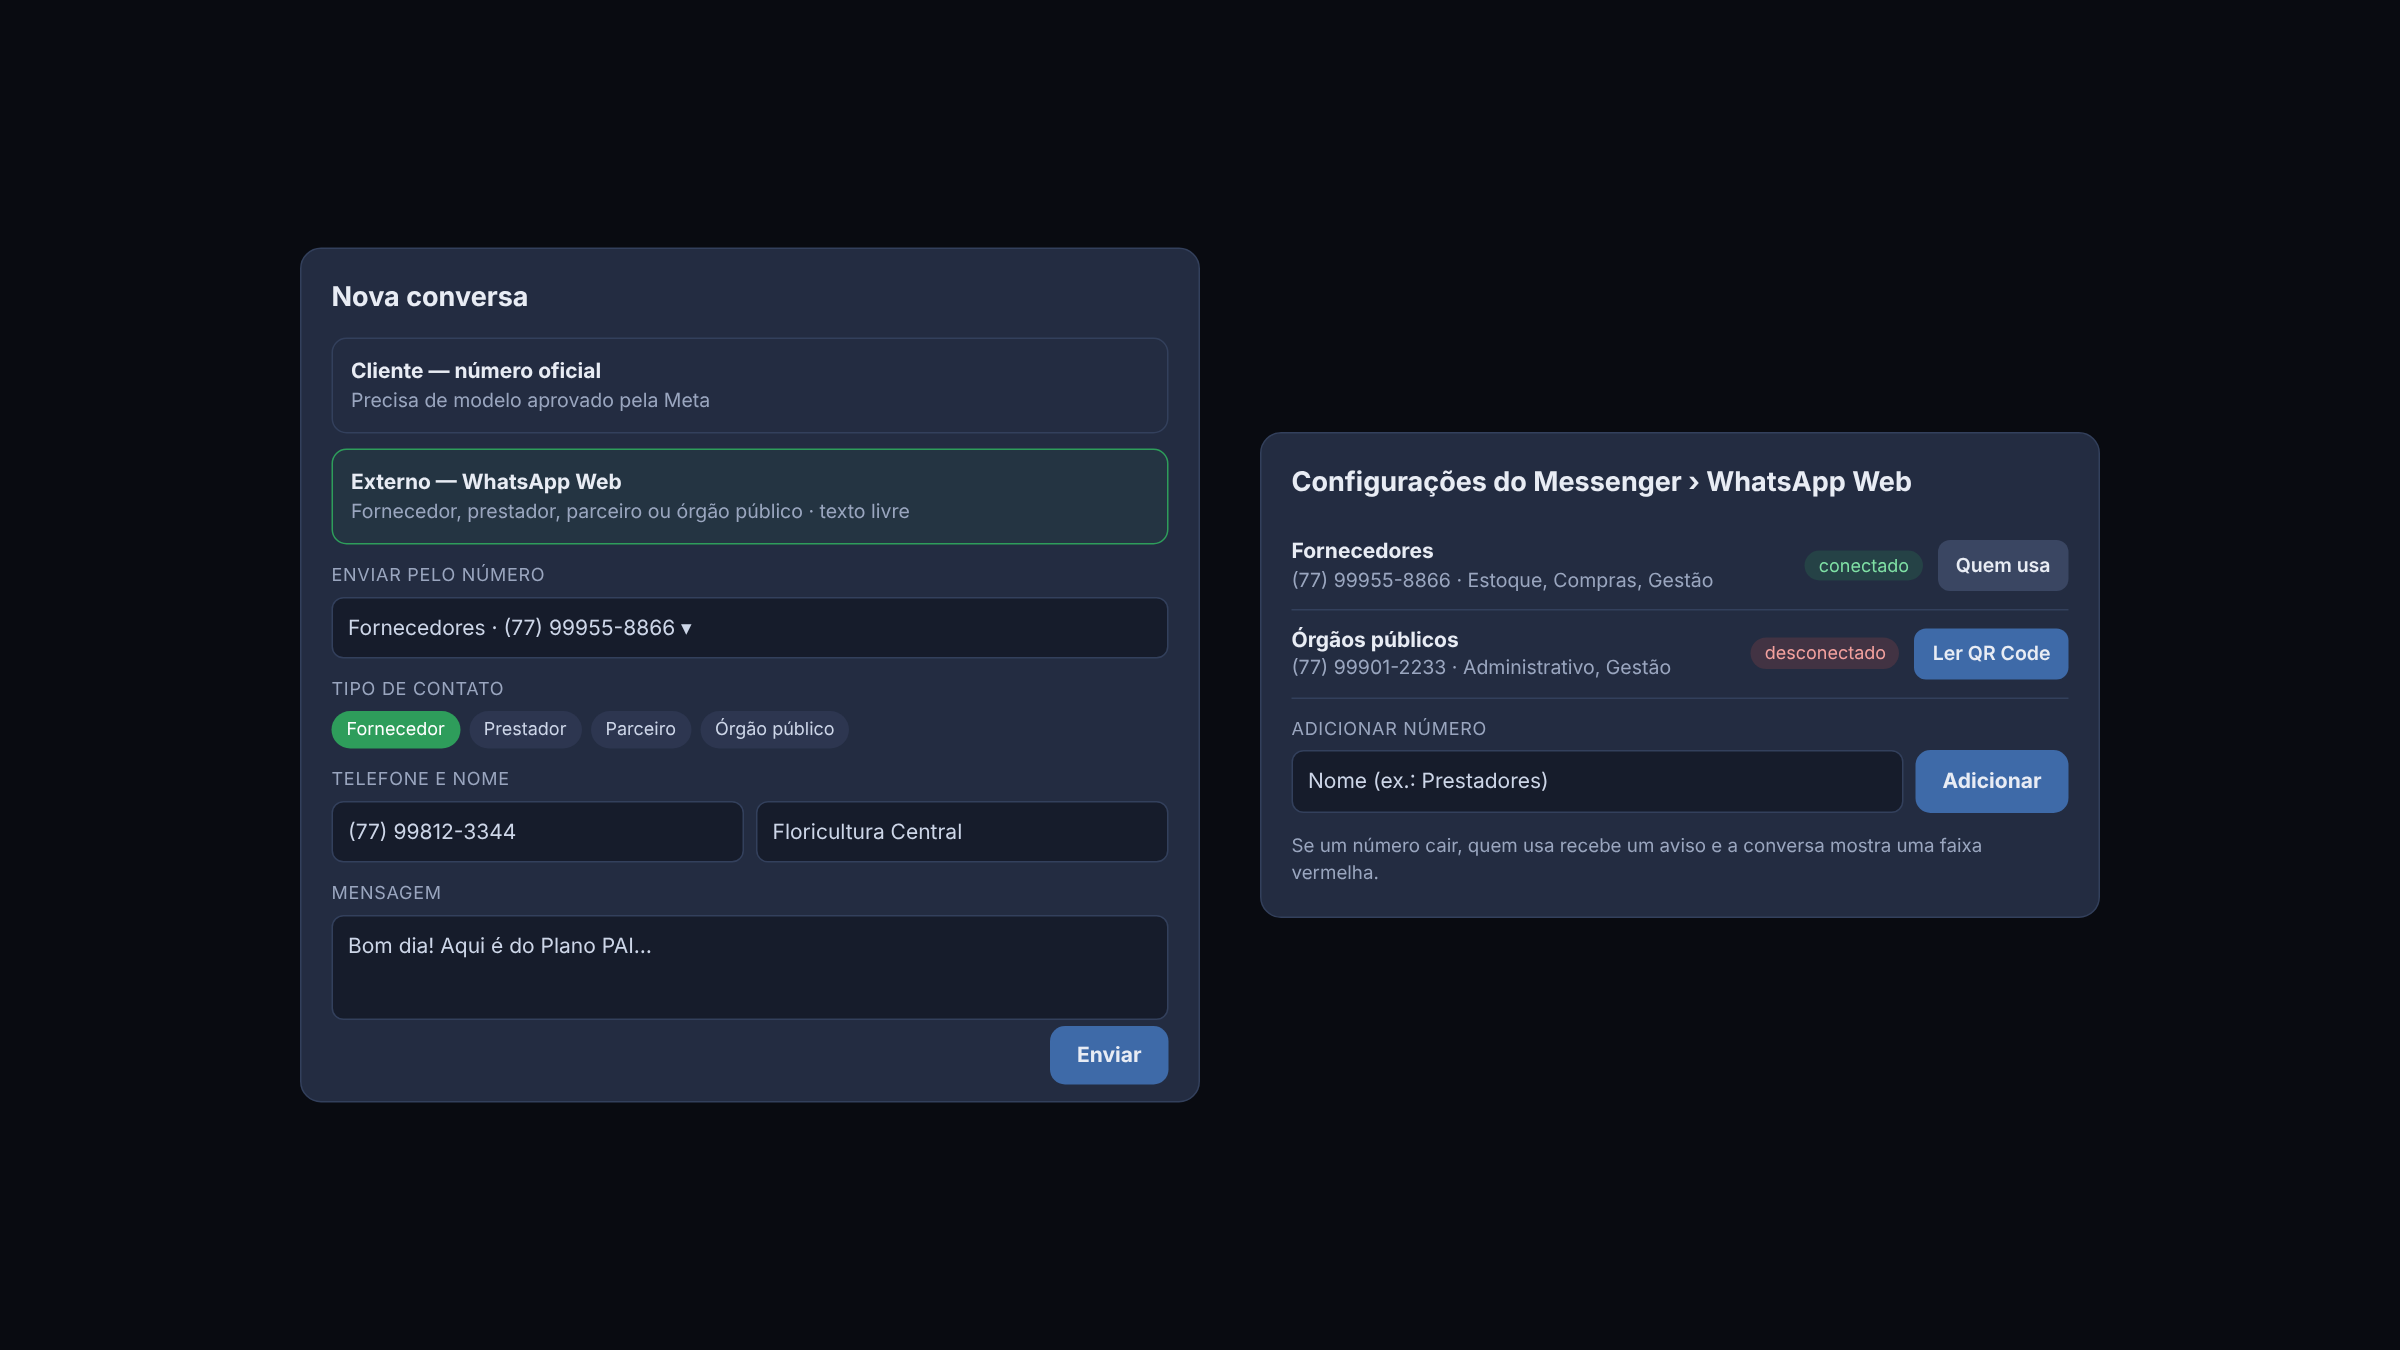 Nova conversa
Cliente — número oficial
Precisa de modelo aprovado pela Meta
Externo — WhatsApp Web
Fornecedor, prestador, parceiro ou órgão público · texto livre
ENVIAR PELO NÚMERO
Fornecedores · (77) 99955-8866 ▾
TIPO DE CONTATO
Fornecedor Prestador Parceiro Órgão público
TELEFONE E NOME
(77) 99812-3344 Floricultura Central
MENSAGEM
Bom dia! Aqui é do Plano PAI...
Enviar
Configurações do Messenger › WhatsApp Web
Fornecedores
(77) 99955-8866 · Estoque, Compras, Gestão
conectado Quem usa
Órgãos públicos
(77) 99901-2233 · Administrativo, Gestão
desconectado Ler QR Code
ADICIONAR NÚMERO
Nome (ex.: Prestadores) Adicionar
Se um número cair, quem usa recebe um aviso e a conversa mostra uma faixa
vermelha.